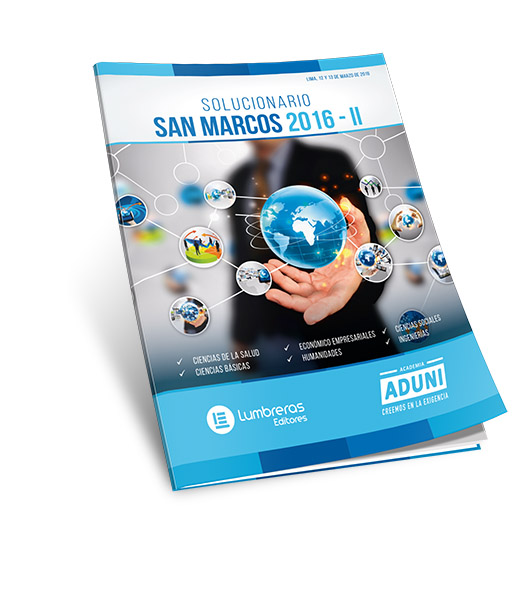 LIMA, 12 Y 13 DE MARZO DE 2016
SOLUCIONARIO
SAN MARCOS 2016 - II
✓ CIENCIAS DE LA SALUD
✓ CIENCIAS BÁSICAS
✓ ECONÓMICO EMPRESARIALES
✓ HUMANIDADES
✓ CIENCIAS SOCIALES
✓ INGENIERÍAS
Lumbreras
Editores
ACADEMIA
ADUNI
CREEMOS EN LA EXIGENCIA